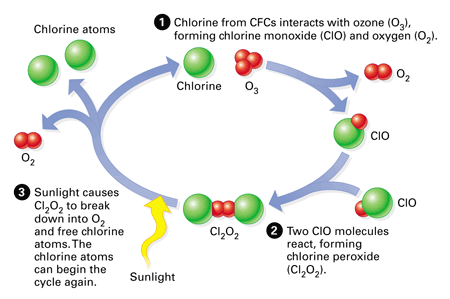 Chlorine atoms
1 Chlorine from CFCs interacts with ozone (O₃),
forming chlorine monoxide (ClO) and oxygen (O₂).
Chlorine
O₃
O₂
ClO
O₂
3 Sunlight causes
Cl₂O₂ to break
down into O₂
and free chlorine
atoms. The
chlorine atoms
can begin the
cycle again.
Sunlight
Cl₂O₂
ClO
2 Two ClO molecules
react, forming
chlorine peroxide
(Cl₂O₂).